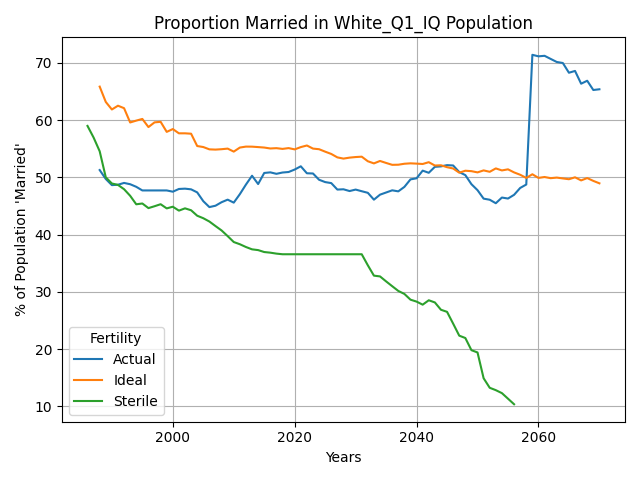 Proportion Married in White_Q1_IQ Population
% of Population 'Married'
70
60
50
40
30
20
10
Fertility
Actual
Ideal
Sterile
2000 2020 2040 2060
Years